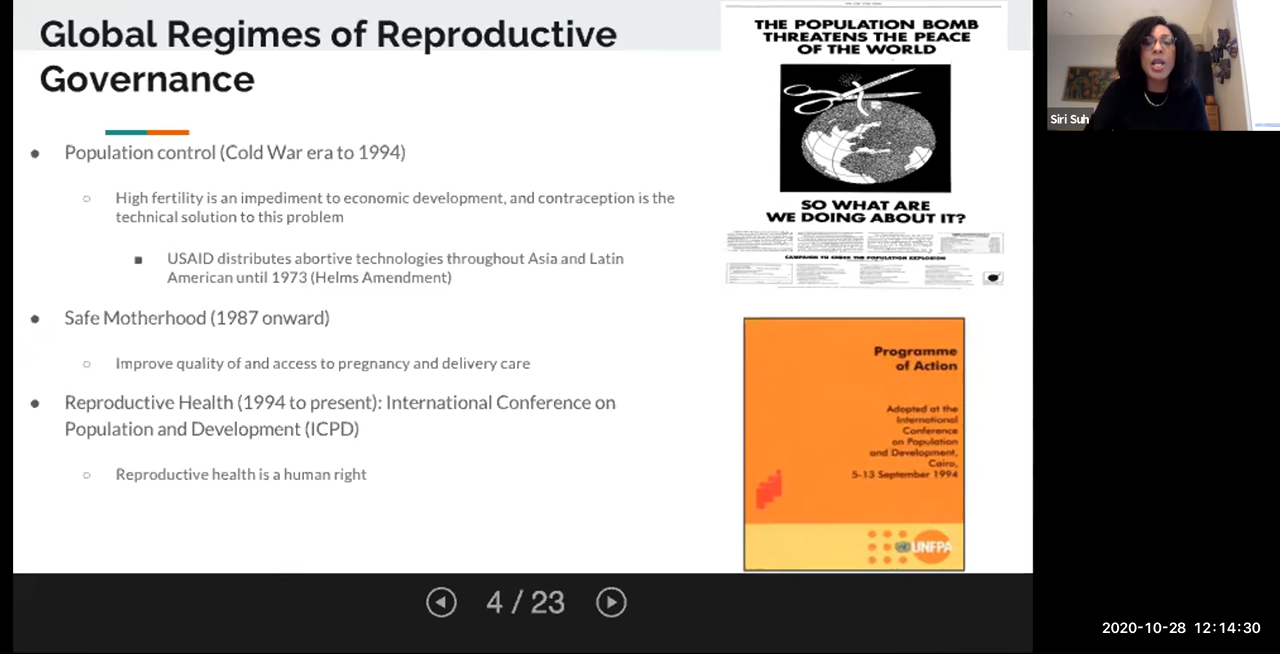 Global Regimes of Reproductive
Governance
Population control (Cold War era to 1994)
High fertility is an impediment to economic development, and contraception is the
technical solution to this problem
USAID distributes abortive technologies throughout Asia and Latin
American until 1973 (Helms Amendment)
Safe Motherhood (1987 onward)
Improve quality of and access to pregnancy and delivery care
Reproductive Health (1994 to present): International Conference on
Population and Development (ICPD)
Reproductive health is a human right
THE POPULATION BOMB
THREATENS THE PEACE
OF THE WORLD
SO WHAT ARE
WE DOING ABOUT IT?
CAMPAIGN TO CHECK THE POPULATION EXPLOSION
Programme
of Action
Adopted at the
International
Conference
on Population
and Development,
Cairo,
5-13 September 1994
UNFPA
Siri Suh
4 / 23
2020-10-28 12:14:30